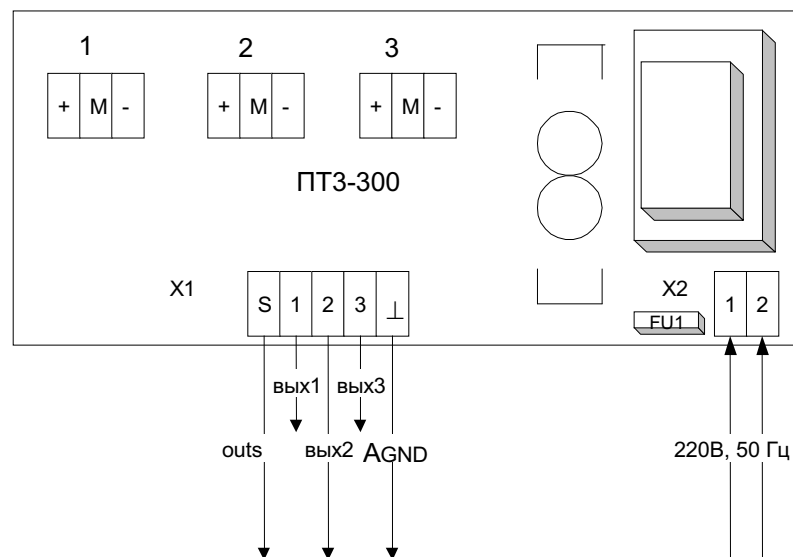 1 2 3
+ M - + M - + M -
ПТ3-300
X1 X2
S 1 2 3 ⊥ 1 2
FU1
вых1 вых3
outs вых2 AGND 220В, 50 Гц